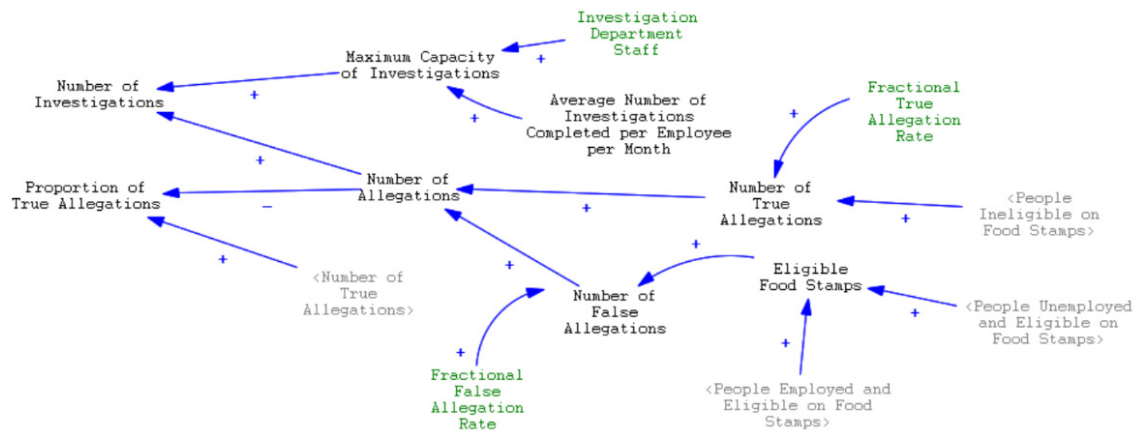 Investigation
Department
Staff
Maximum Capacity
of Investigations
+
Number of
Investigations
+
Average Number of
Investigations
Completed per Employee
per Month
+
Fractional
True
Allegation
Rate
+
+
Proportion of
True Allegations
−
Number of
Allegations
+
Number of
True
Allegations
+
<People
Ineligible on
Food Stamps>
+
<Number of
True
Allegations>
+
Number of
False
Allegations
+
Eligible
Food Stamps
+
<People Unemployed
and Eligible on
Food Stamps>
+
Fractional
False
Allegation
Rate
+
<People Employed and
Eligible on Food
Stamps>